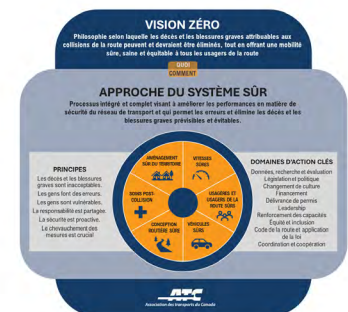 VISION ZÉRO
Philosophie selon laquelle les décès et les blessures graves attribuables aux
collisions de la route peuvent et devraient être éliminés, tout en offrant une mobilité
sûre, saine et équitable à tous les usagers de la route
QUOI
COMMENT
APPROCHE DU SYSTÈME SÛR
Processus intégré et complet visant à améliorer les performances en matière de
sécurité du réseau de transport et qui permet les erreurs et élimine les décès et les
blessures graves prévisibles et évitables.
PRINCIPES
Les décès et les blessures
graves sont inacceptables.
Les gens font des erreurs.
Les gens sont vulnérables.
La responsabilité est partagée.
La sécurité est proactive.
Le chevauchement des
mesures est crucial
AMÉNAGEMENT
SÛR DU TERRITOIRE
VITESSES
SÛRES
SOINS POST-
COLLISION
USAGÈRES ET
USAGERS DE LA
ROUTE SÛRS
CONCEPTION
ROUTIÈRE SÛRE
VÉHICULES
SÛRS
DOMAINES D'ACTION CLÉS
Données, recherche et évaluation
Législation et politique
Changement de culture
Financement
Délivrance de permis
Leadership
Renforcement des capacités
Équité et inclusion
Code de la route et application
de la loi
Coordination et coopération
ATC
Association des transports du Canada